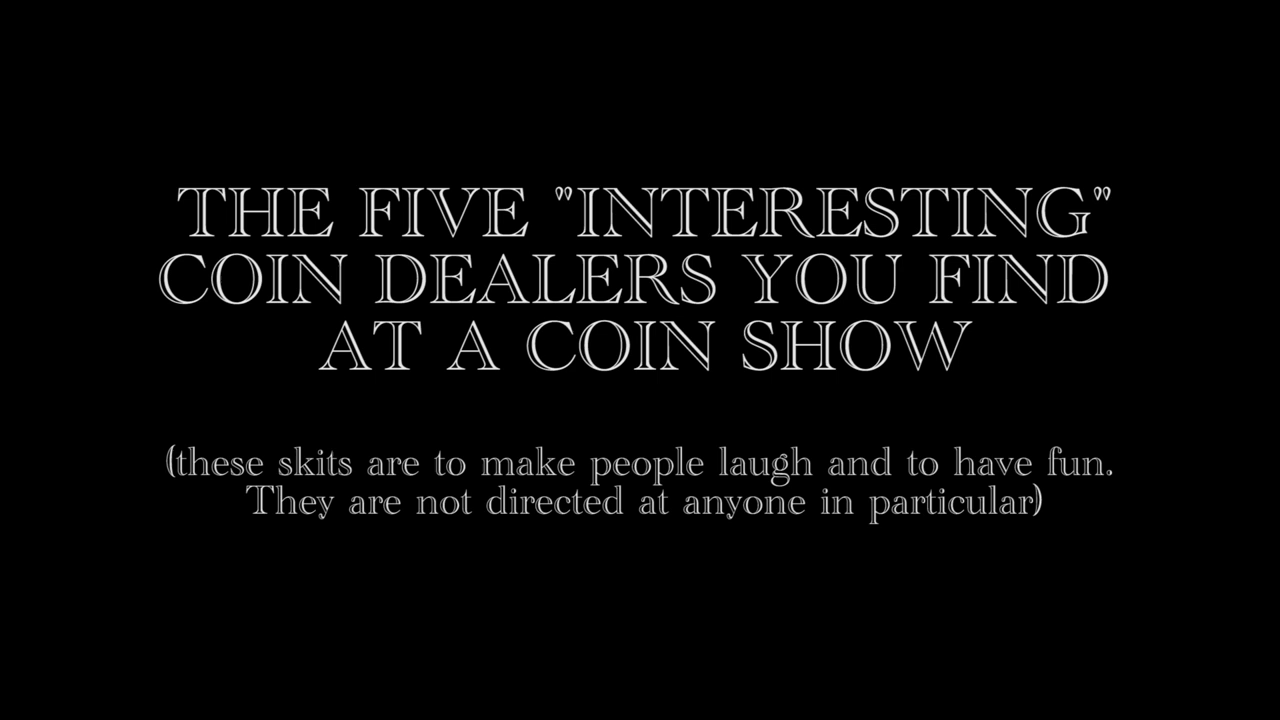 THE FIVE "INTERESTING"
COIN DEALERS YOU FIND
AT A COIN SHOW
(these skits are to make people laugh and to have fun.
They are not directed at anyone in particular)